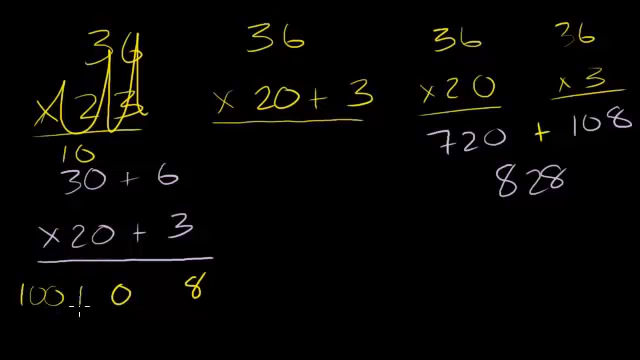 36
×23
10
30 + 6
×20 + 3
100 + 0 8
36
× 20 + 3
36
×20
720 + 108
36
×3
828